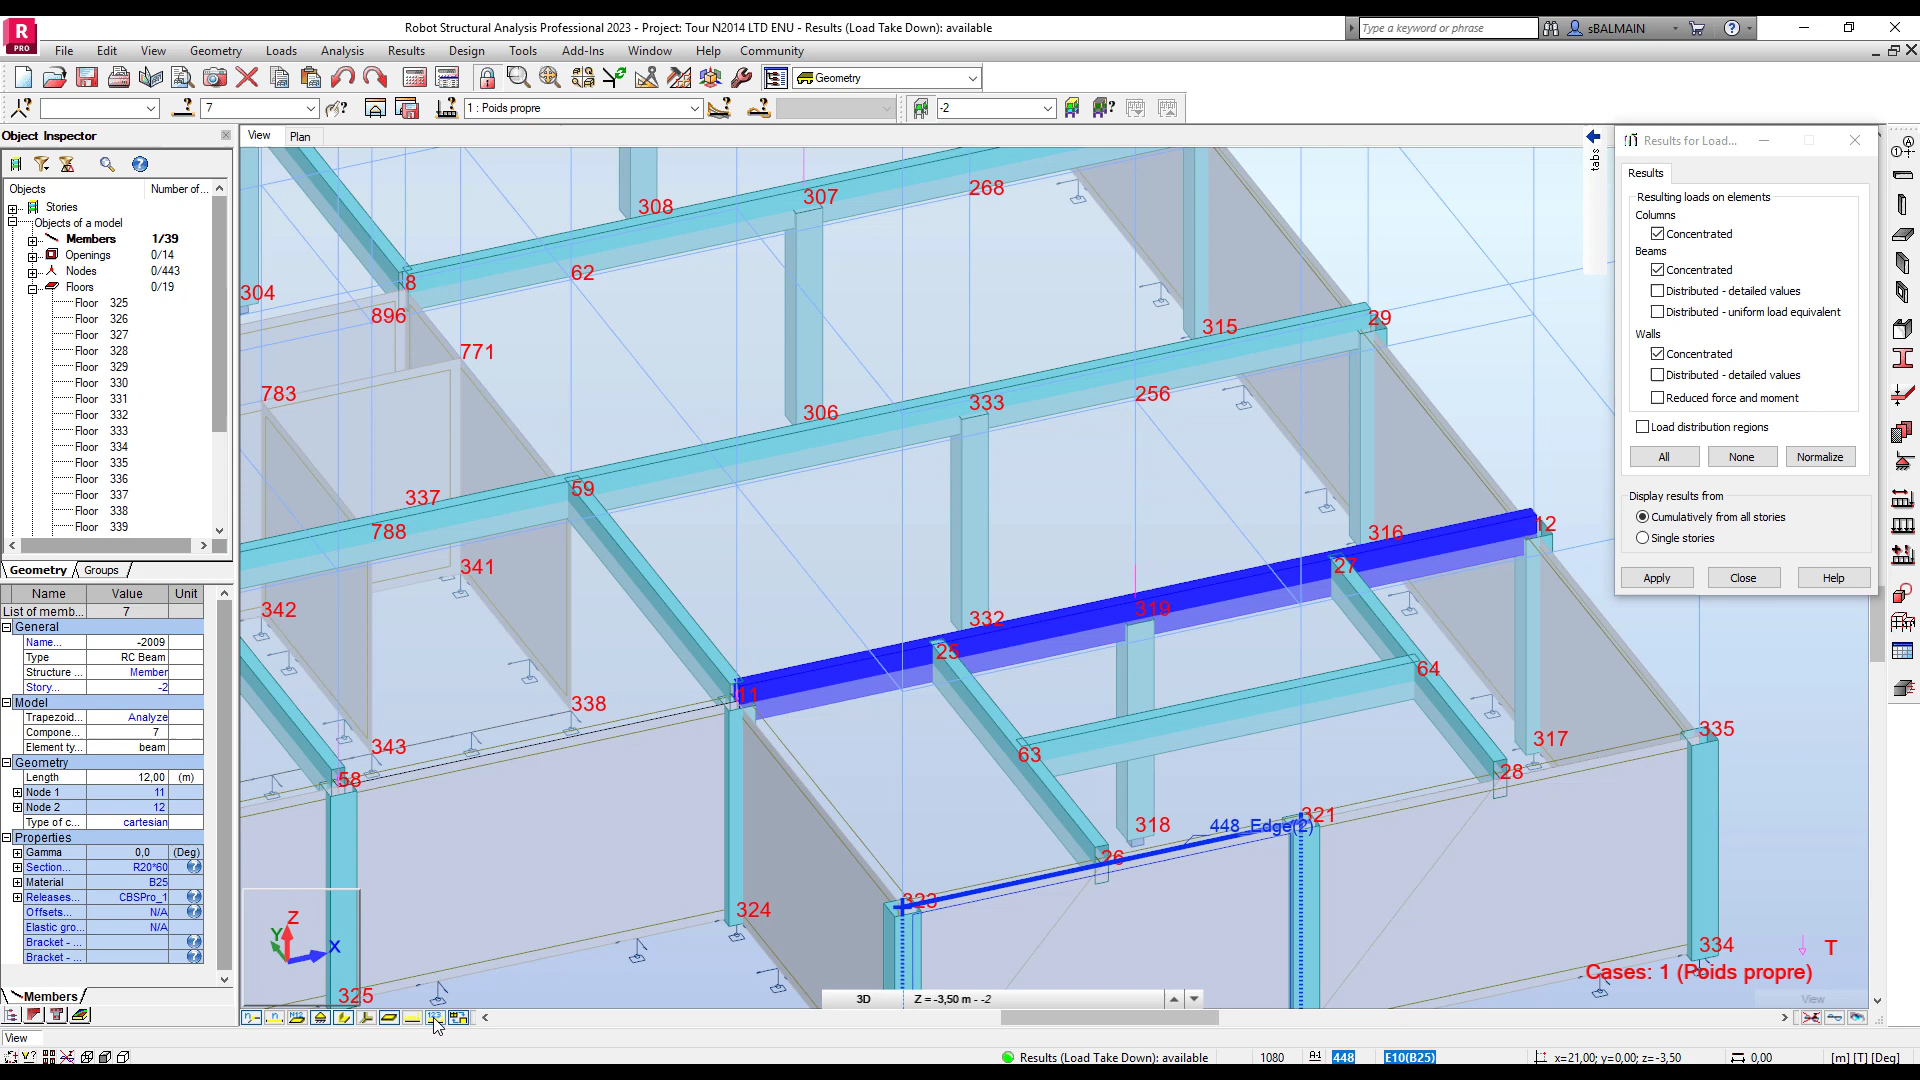 R
PRO
Robot Structural Analysis Professional 2023 - Project: Tour N2014 LTD ENU - Results (Load Take Down): available
Type a keyword or phrase
sBALMAIN
File Edit View Geometry Loads Analysis Results Design Tools Add-Ins Window Help Community
Geometry
7
1 : Poids propre
-2
Object Inspector
View Plan
tabs
Objects Number of...
Stories
Objects of a model
Members 1/39
Openings 0/14
Nodes 0/443
Floors 0/19
Floor 325
Floor 326
Floor 327
Floor 328
Floor 329
Floor 330
Floor 331
Floor 332
Floor 333
Floor 334
Floor 335
Floor 336
Floor 337
Floor 338
Floor 339
Geometry Groups
Name Value Unit
List of memb... 7
General
Name... -2009
Type RC Beam
Structure ... Member
Story... -2
Model
Trapezoid... Analyze
Compone... 7
Element ty... beam
Geometry
Length 12,00 (m)
Node 1 11
Node 2 12
Type of c... cartesian
Properties
Gamma 0,0 (Deg)
Section... R20*60
Material B25
Releases... CBSPro_1
Offsets... N/A
Elastic gro... N/A
Bracket - ...
Bracket - ...
Members
308
307
268
8
62
304
896
315
29
771
783
306
333
256
337
59
788
316
12
341
27
342
332
319
25
64
11
338
63
317
335
343
58
28
318
321
448_Edge(2)
26
323
324
334
325
Z
Y
X
T
Cases: 1 (Poids propre)
3D Z = -3,50 m - -2
View
Results for Load...
Results
Resulting loads on elements
Columns
Concentrated
Beams
Concentrated
Distributed - detailed values
Distributed - uniform load equivalent
Walls
Concentrated
Distributed - detailed values
Reduced force and moment
Load distribution regions
All None Normalize
Display results from
Cumulatively from all stories
Single stories
Apply Close Help
View
Results (Load Take Down): available 1080 448 E10(B25) x=21,00; y=0,00; z=-3,50 0,00 [m] [T] [Deg]